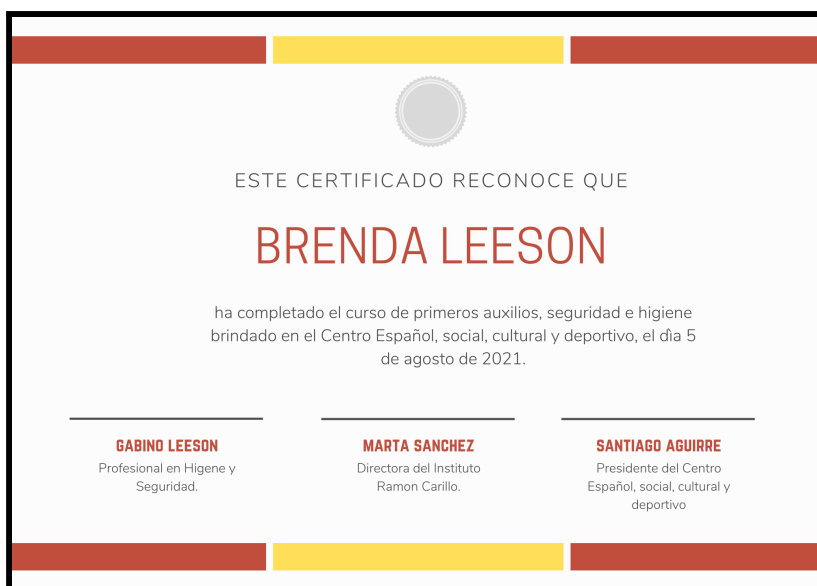 ESTE CERTIFICADO RECONOCE QUE
BRENDA LEESON
ha completado el curso de primeros auxilios, seguridad e higiene
brindado en el Centro Español, social, cultural y deportivo, el dìa 5
de agosto de 2021.
GABINO LEESON
Profesional en Higene y
Seguridad.
MARTA SANCHEZ
Directora del Instituto
Ramon Carillo.
SANTIAGO AGUIRRE
Presidente del Centro
Español, social, cultural y
deportivo